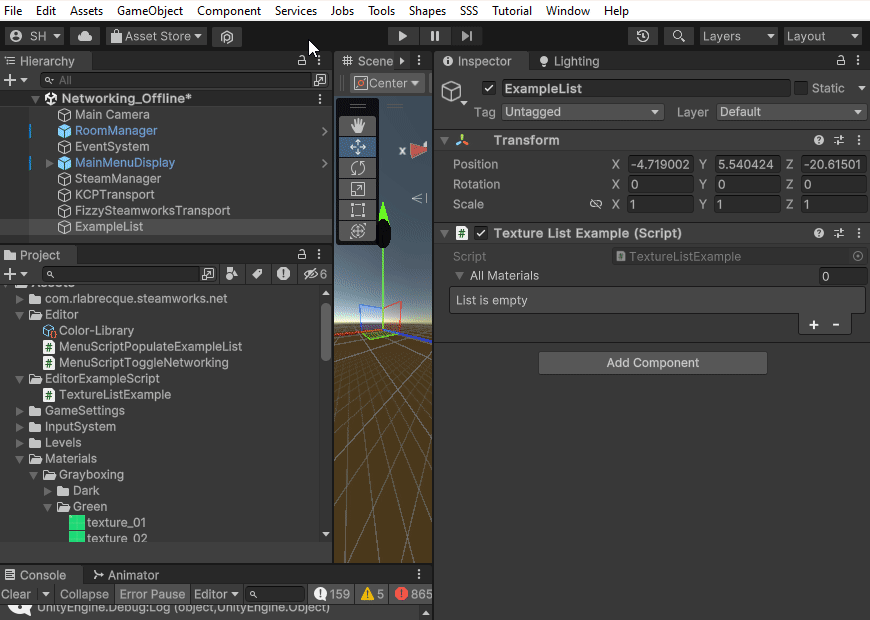 File Edit Assets GameObject Component Services Jobs Tools Shapes SSS Tutorial Window Help
SH Asset Store Layers Layout
Hierarchy
All
Networking_Offline*
Main Camera
RoomManager
EventSystem
MainMenuDisplay
SteamManager
KCPTransport
FizzySteamworksTransport
ExampleList
Project
6
Assets
com.rlabrecque.steamworks.net
Editor
Color-Library
MenuScriptPopulateExampleList
MenuScriptToggleNetworking
EditorExampleScript
TextureListExample
GameSettings
InputSystem
Levels
Materials
Grayboxing
Dark
Green
texture_01
texture_02
Console Animator
Clear Collapse Error Pause Editor 159 5 865
UnityEngine.Debug:Log (object,UnityEngine.Object)
Scene
Center
x
Inspector Lighting
ExampleList Static
Tag Untagged Layer Default
Transform
Position X -4.719002 Y 5.540424 Z -20.61501
Rotation X 0 Y 0 Z 0
Scale X 1 Y 1 Z 1
# Texture List Example (Script)
Script TextureListExample
All Materials 0
List is empty
+ -
Add Component